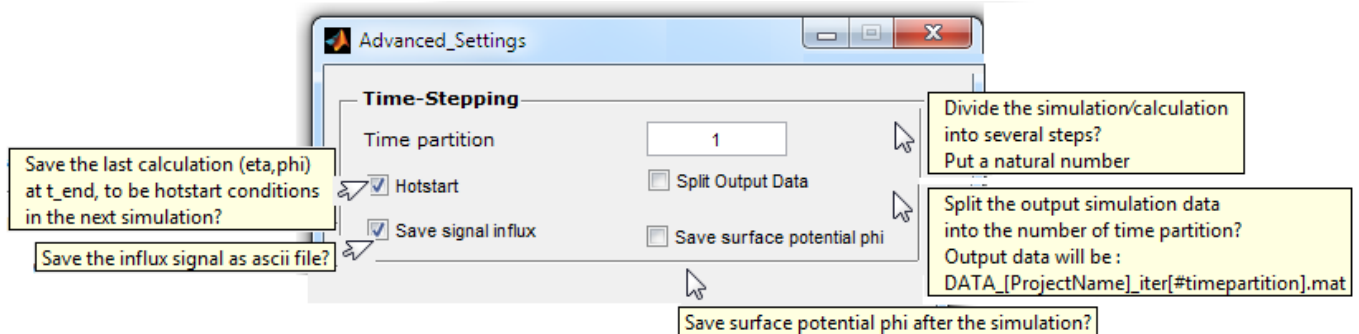 Advanced_Settings
Time-Stepping
Time partition
1
Divide the simulation/calculation
into several steps?
Put a natural number
Save the last calculation (eta,phi)
at t_end, to be hotstart conditions
in the next simulation?
Hotstart
Split Output Data
Split the output simulation data
into the number of time partition?
Output data will be :
DATA_[ProjectName]_iter[#timepartition].mat
Save signal influx
Save surface potential phi
Save the influx signal as ascii file?
Save surface potential phi after the simulation?